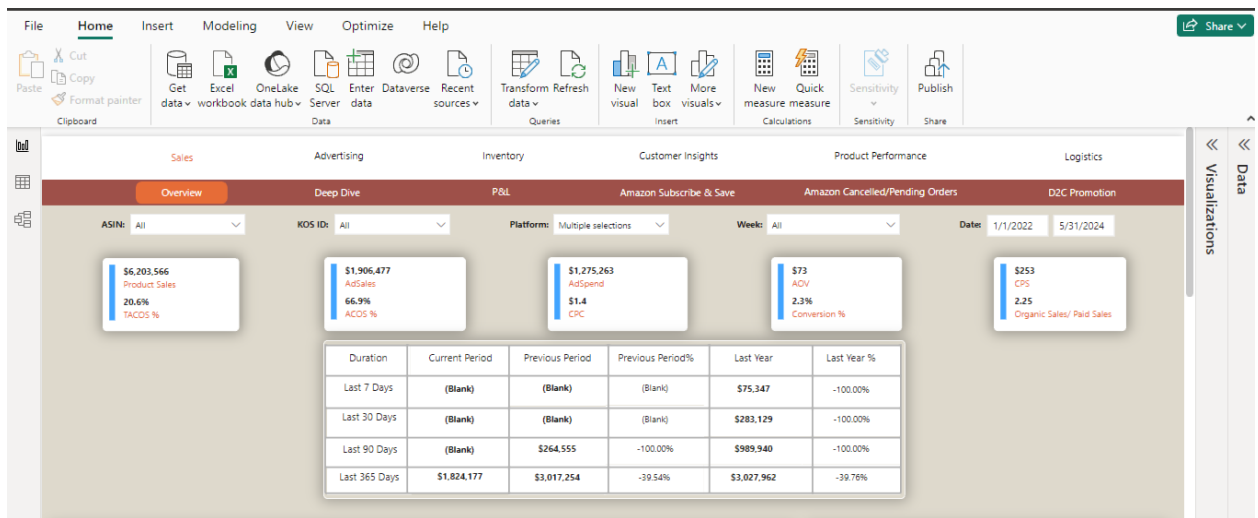 File Home Insert Modeling View Optimize Help Share
Cut
Copy
Format painter
Paste
Get data
Excel workbook
OneLake data hub
SQL Server
Enter data
Dataverse
Recent sources
Transform data
Refresh
New visual
Text box
More visuals
New measure
Quick measure
Sensitivity
Publish
Clipboard Data Queries Insert Calculations Sensitivity Share
Sales Advertising Inventory Customer Insights Product Performance Logistics
Overview Deep Dive P&L Amazon Subscribe & Save Amazon Cancelled/Pending Orders D2C Promotion
ASIN: All KOS ID: All Platform: Multiple selections Week: All Date: 1/1/2022 5/31/2024
$6,203,566 $1,906,477 $1,275,263 $73 $253
Product Sales AdSales AdSpend AOV CPS
20.6% 66.9% $1.4 2.3% 2.25
TACOS % ACOS % CPC Conversion % Organic Sales/ Paid Sales
Duration Current Period Previous Period Previous Period% Last Year Last Year %
Last 7 Days (Blank) (Blank) (Blank) $75,347 -100.00%
Last 30 Days (Blank) (Blank) (Blank) $283,129 -100.00%
Last 90 Days (Blank) $264,555 -100.00% $989,940 -100.00%
Last 365 Days $1,824,177 $3,017,254 -39.54% $3,027,962 -39.76%
Visualizations
Data